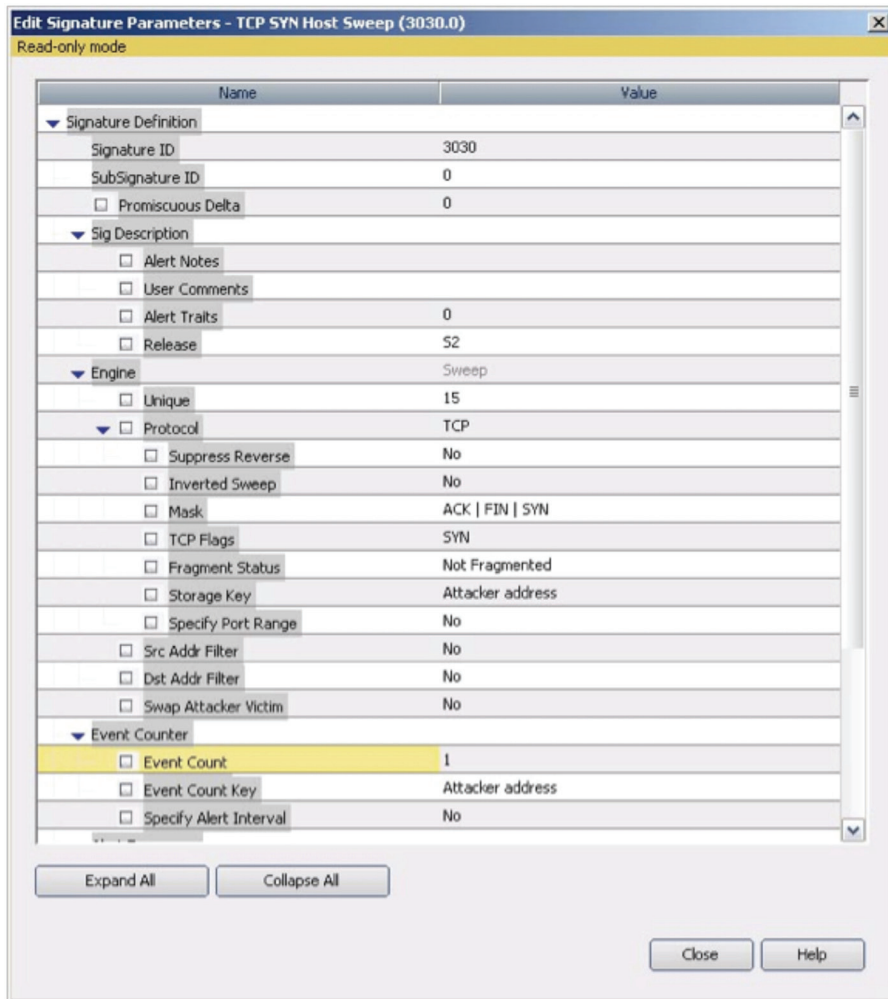 Edit Signature Parameters - TCP SYN Host Sweep (3030.0)
Read-only mode
Name Value
Signature Definition
Signature ID 3030
SubSignature ID 0
Promiscuous Delta 0
Sig Description
Alert Notes
User Comments
Alert Traits 0
Release S2
Engine Sweep
Unique 15
Protocol TCP
Suppress Reverse No
Inverted Sweep No
Mask ACK | FIN | SYN
TCP Flags SYN
Fragment Status Not Fragmented
Storage Key Attacker address
Specify Port Range No
Src Addr Filter No
Dst Addr Filter No
Swap Attacker Victim No
Event Counter
Event Count 1
Event Count Key Attacker address
Specify Alert Interval No
Expand All Collapse All
Close Help